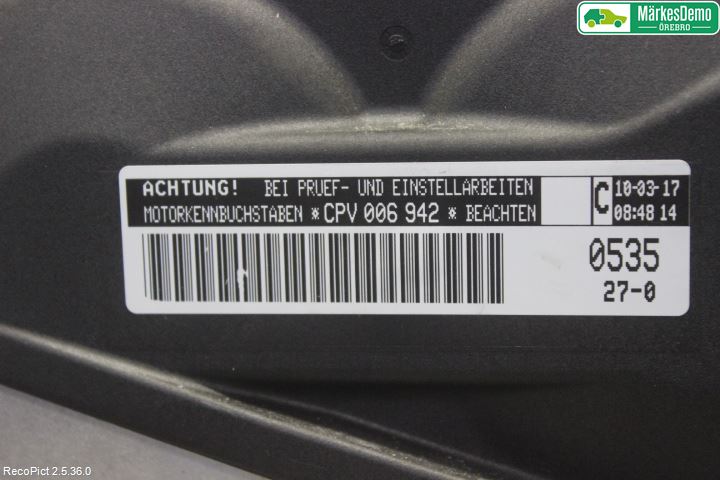 MärkesDemo
ÖREBRO
ACHTUNG! BEI PRUEF- UND EINSTELLARBEITEN
MOTORKENNBUCHSTABEN *CPV 006 942* BEACHTEN
C
10-03-17
08:48 14
0535
27-0
RecoPict 2.5.36.0